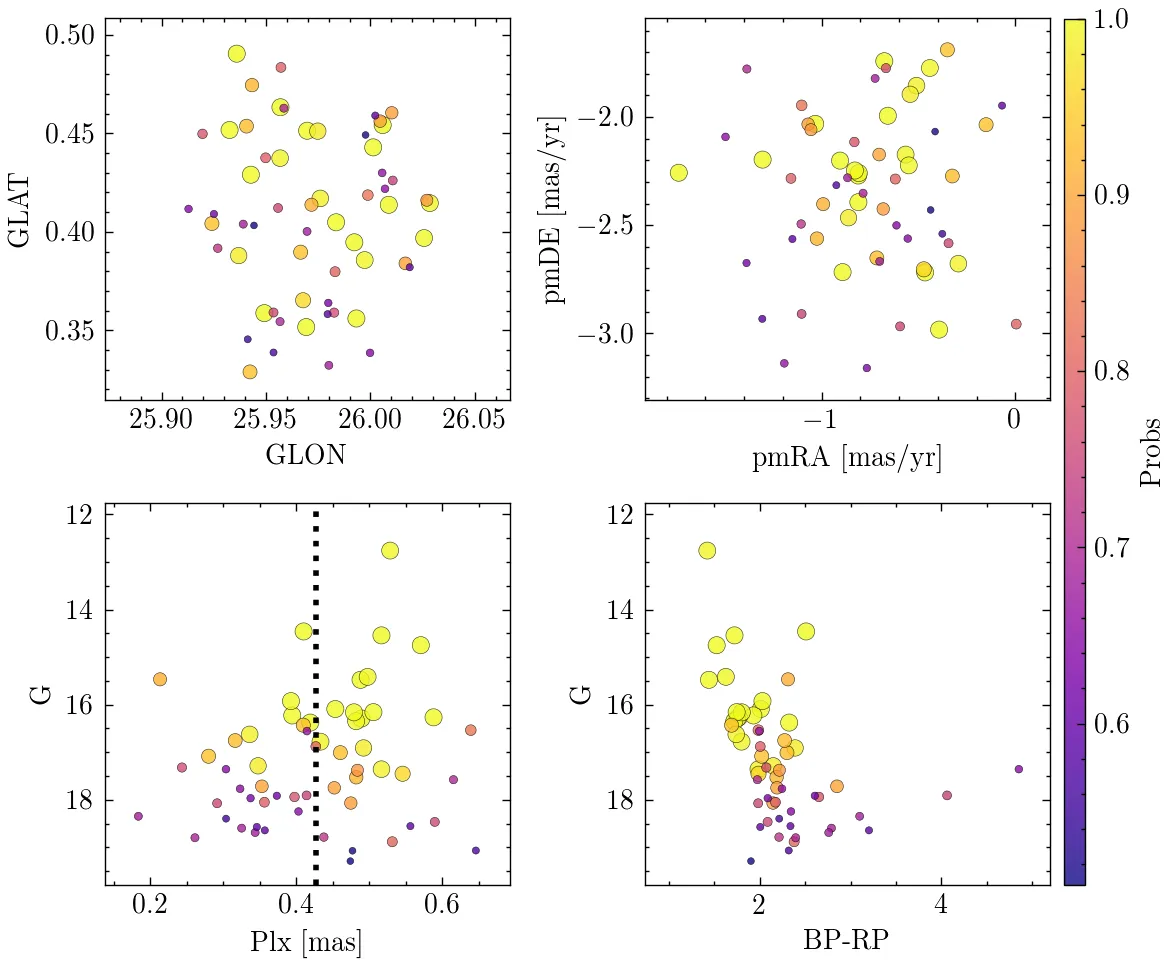 0.50
0.45
0.40
0.35
GLAT
25.90 25.95 26.00 26.05
GLON
−2.0
−2.5
−3.0
pmDE [mas/yr]
−1 0
pmRA [mas/yr]
1.0
0.9
0.8
0.7
0.6
Probs
12
14
16
18
G
0.2 0.4 0.6
Plx [mas]
12
14
16
18
G
2 4
BP-RP